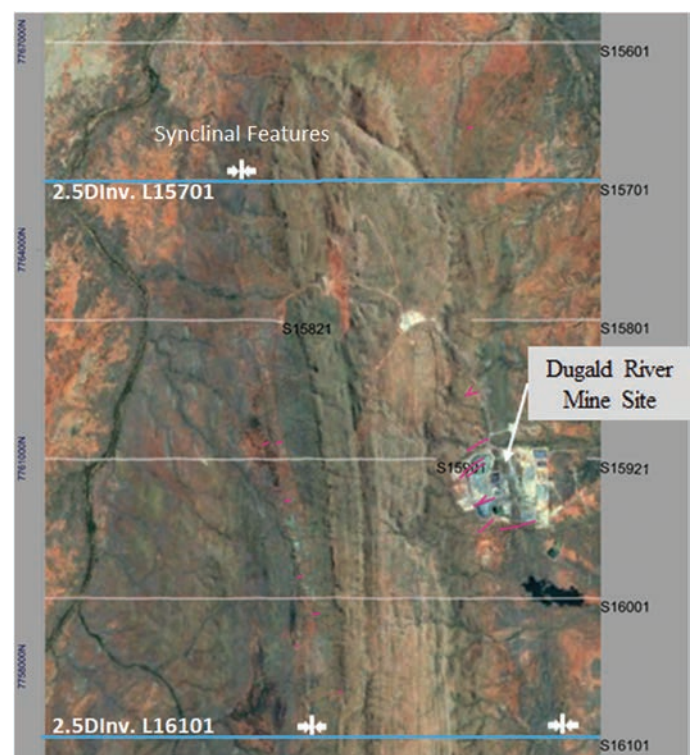 7767000N
S15601
Synclinal Features
2.5DInv. L15701
S15701
7764000N
S15821
S15801
Dugald River
Mine Site
7761000N
S15901
S15921
S16001
7758000N
2.5DInv. L16101
S16101